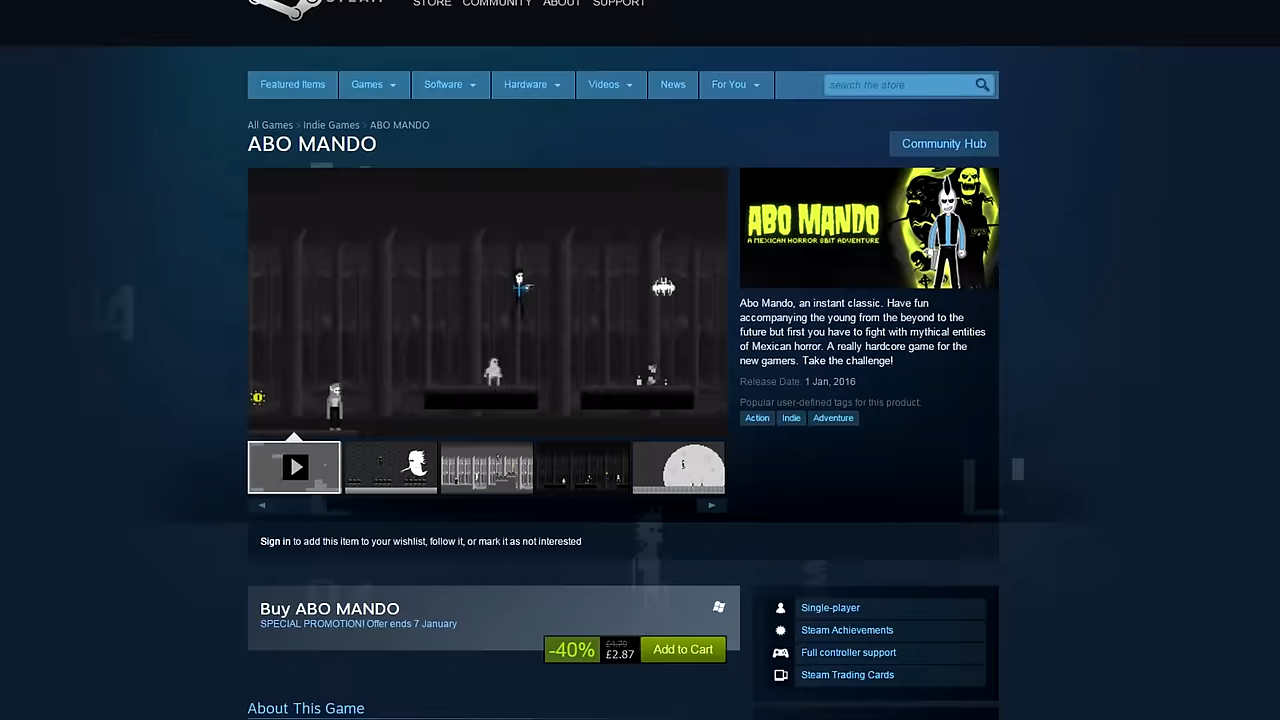 STEAM
STORE COMMUNITY ABOUT SUPPORT
Featured Items Games Software Hardware Videos News For You search the store
All Games > Indie Games > ABO MANDO
ABO MANDO
Community Hub
ABO MANDO
A MEXICAN HORROR 8BIT ADVENTURE
Abo Mando, an instant classic. Have fun
accompanying the young from the beyond to the
future but first you have to fight with mythical entities
of Mexican horror. A really hardcore game for the
new gamers. Take the challenge!
Release Date: 1 Jan, 2016
Popular user-defined tags for this product:
Action Indie Adventure
Sign in to add this item to your wishlist, follow it, or mark it as not interested
Buy ABO MANDO
SPECIAL PROMOTION! Offer ends 7 January
-40% £4.79 £2.87 Add to Cart
Single-player
Steam Achievements
Full controller support
Steam Trading Cards
About This Game